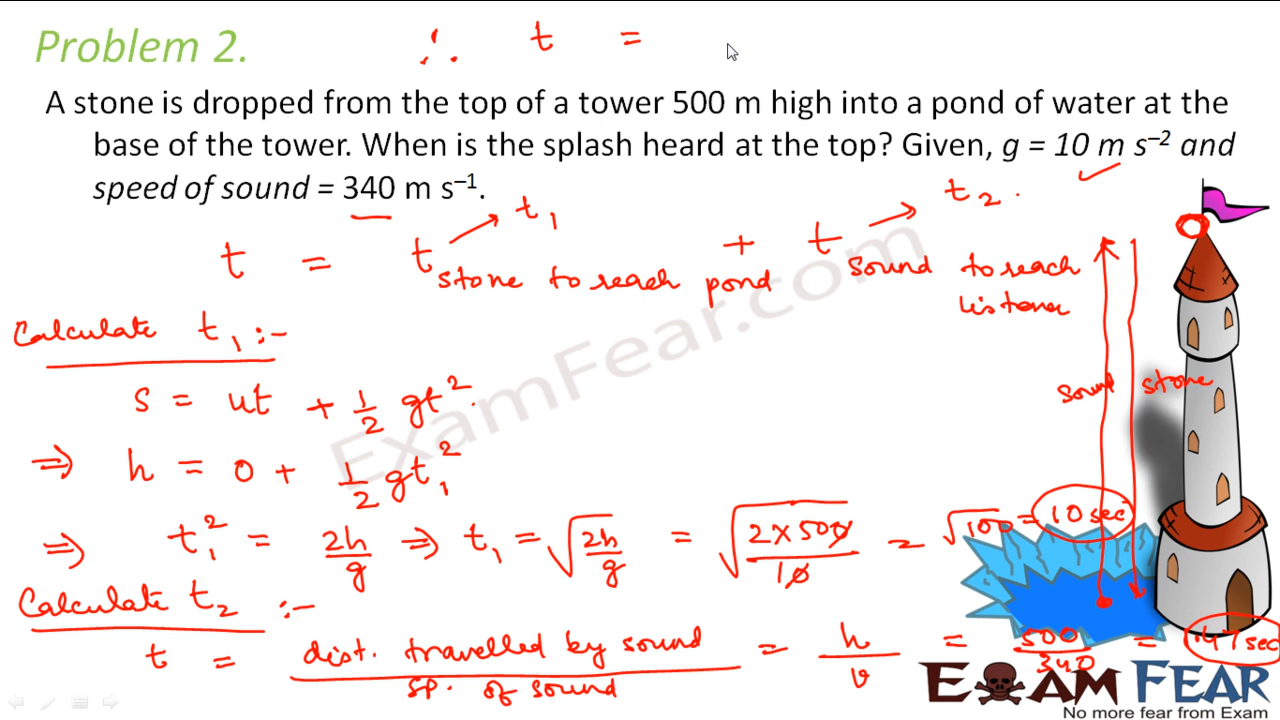 Problem 2.
∴ t =
A stone is dropped from the top of a tower 500 m high into a pond of water at the
base of the tower. When is the splash heard at the top? Given, g = 10 m s⁻² and
speed of sound = 340 m s⁻¹.
t = t stone to reach pond → t₁ + t sound to reach listener → t₂.
Calculate t₁ :-
s = ut + 1/2 gt².
⇒ h = 0 + 1/2 gt₁²
⇒ t₁² = 2h/g ⇒ t₁ = √(2h/g) = √(2 × 500/10) = √100 = 10 sec
Calculate t₂ :-
t = dist. travelled by sound / sp. of sound = h/v = 500/340 = 1.47 sec
sound stone
ExamFear.com
EXAM FEAR
No more fear from Exam